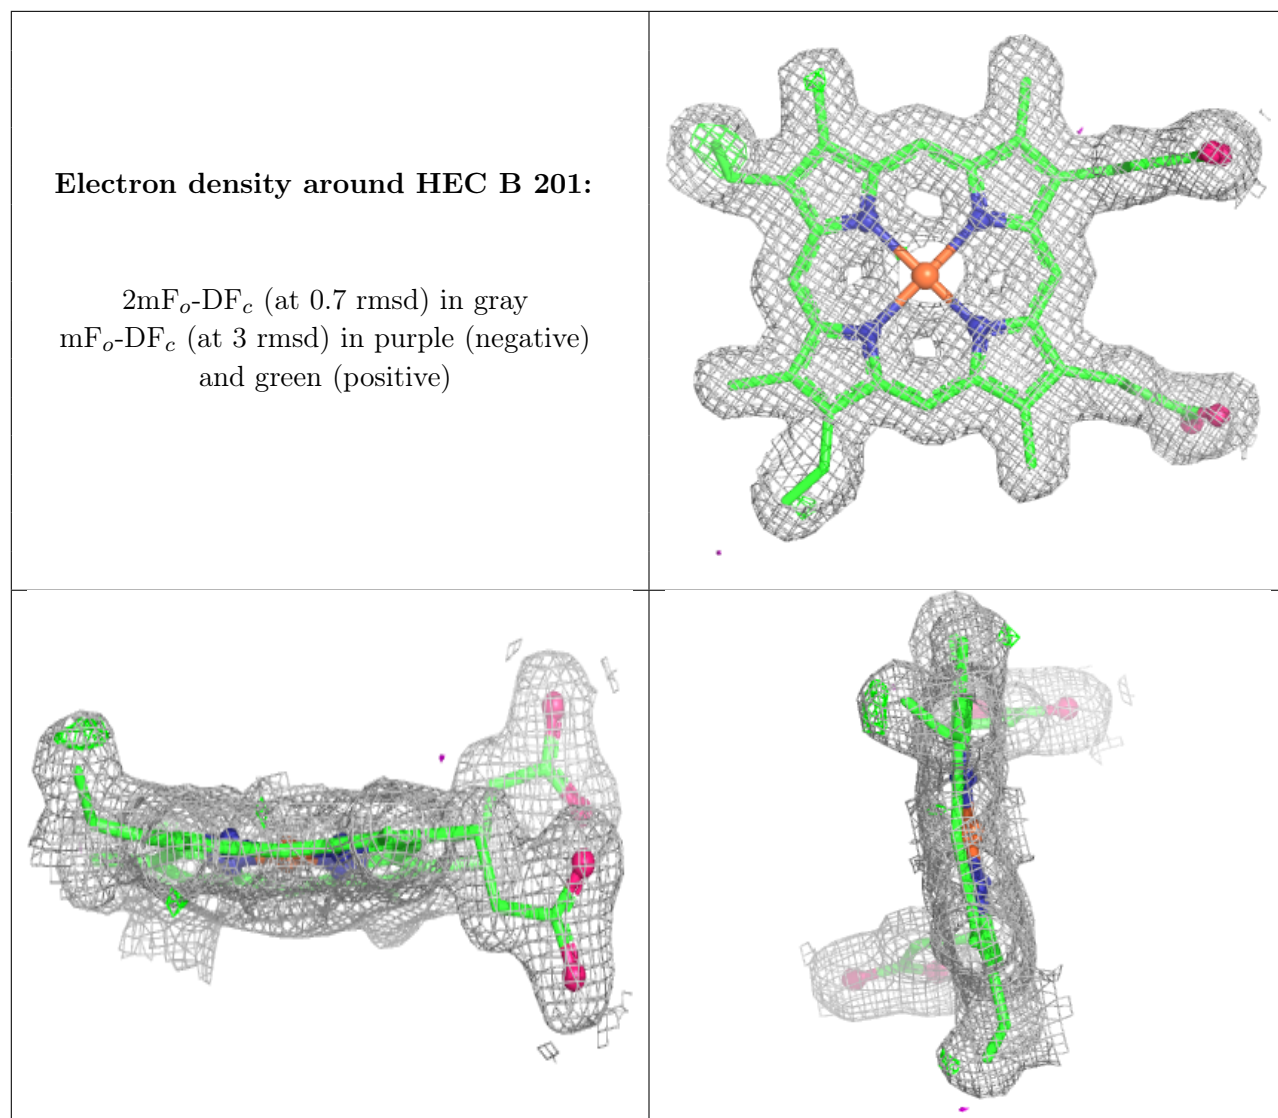 Electron density around HEC B 201:
2mFₒ-DF𝒸 (at 0.7 rmsd) in gray
mFₒ-DF𝒸 (at 3 rmsd) in purple (negative)
and green (positive)